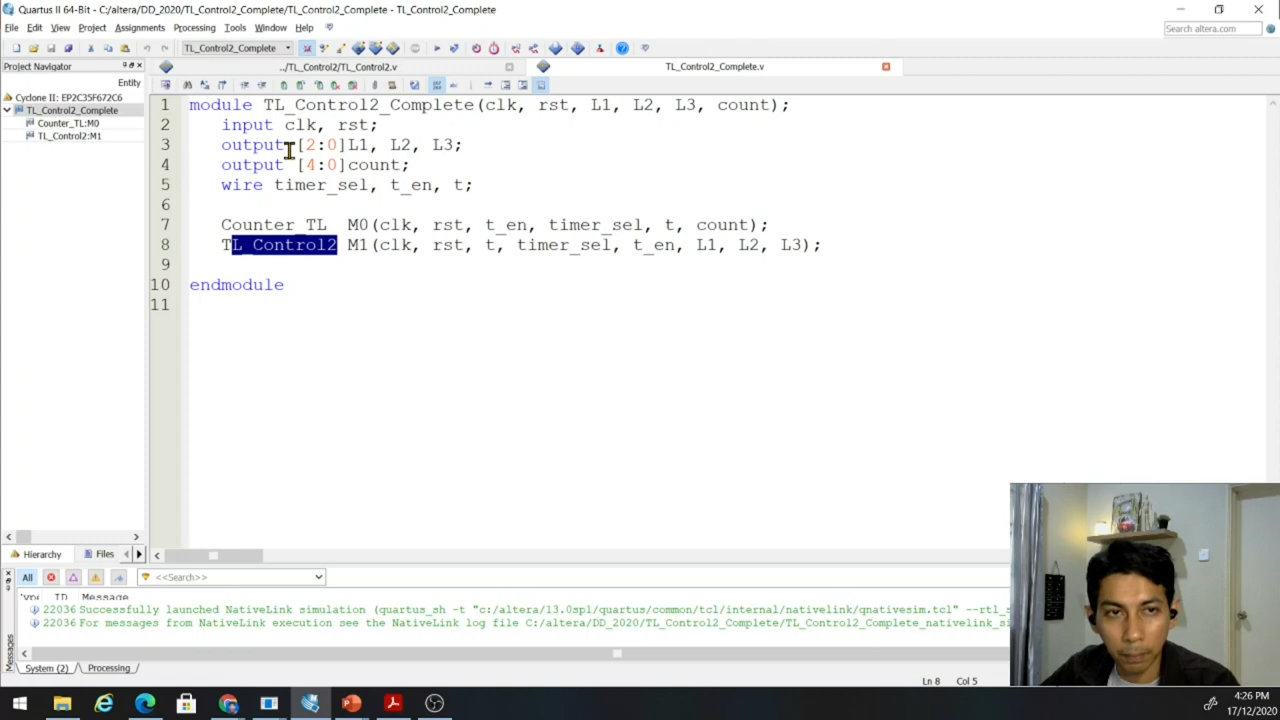 Quartus II 64-Bit - C:/altera/DD_2020/TL_Control2_Complete/TL_Control2_Complete - TL_Control2_Complete
File Edit View Project Assignments Processing Tools Window Help
Search altera.com
TL_Control2_Complete
Project Navigator
../TL_Control2/TL_Control2.v
TL_Control2_Complete.v
Entity
Cyclone II: EP2C35F672C6
TL_Control2_Complete
Counter_TL:M0
TL_Control2:M1
1 module TL_Control2_Complete(clk, rst, L1, L2, L3, count);
2 input clk, rst;
3 output [2:0]L1, L2, L3;
4 output [4:0]count;
5 wire timer_sel, t_en, t;
6
7 Counter_TL M0(clk, rst, t_en, timer_sel, t, count);
8 TL_Control2 M1(clk, rst, t, timer_sel, t_en, L1, L2, L3);
9
10 endmodule
11
Hierarchy Files
All <<Search>>
ID Message
22036 Successfully launched NativeLink simulation (quartus_sh -t "c:/altera/13.0sp1/quartus/common/tcl/internal/nativelink/qnativesim.tcl" --rtl_s
22036 For messages from NativeLink execution see the NativeLink log file C:/altera/DD_2020/TL_Control2_Complete/TL_Control2_Complete_nativelink_si
Messages
System (2) Processing
Ln 8 Col 5
4:26 PM
17/12/2020